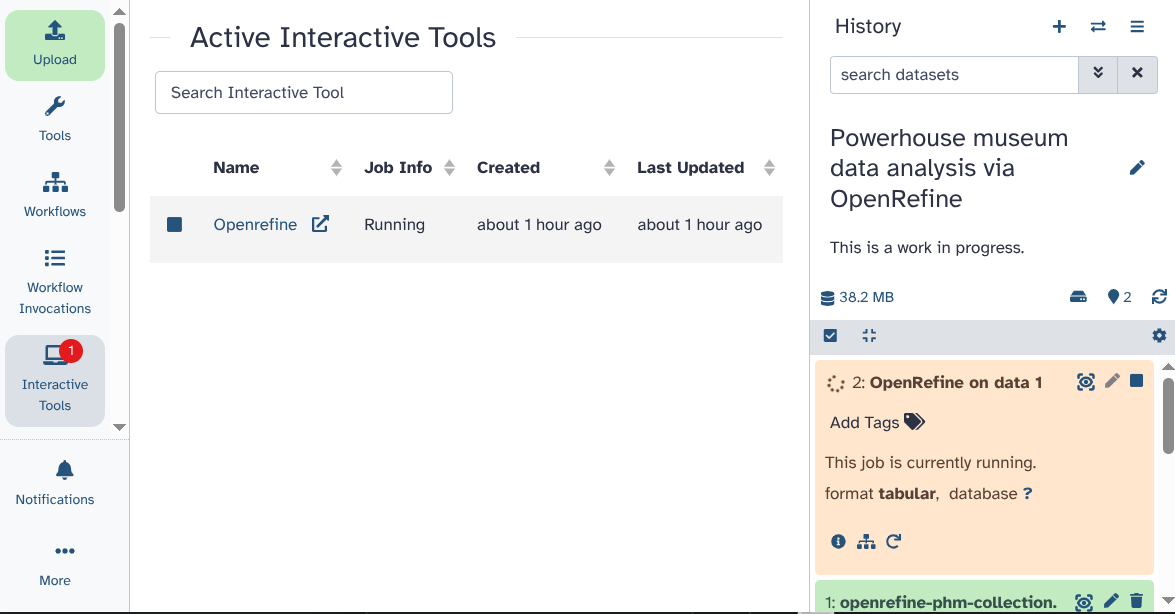 Upload
Tools
Workflows
Workflow
Invocations
1
Interactive
Tools
Notifications
More
Active Interactive Tools
Search Interactive Tool
Name Job Info Created Last Updated
Openrefine Running about 1 hour ago about 1 hour ago
History
search datasets
Powerhouse museum
data analysis via
OpenRefine
This is a work in progress.
38.2 MB 2
2: OpenRefine on data 1
Add Tags
This job is currently running.
format tabular, database ?
1: openrefine-phm-collection.